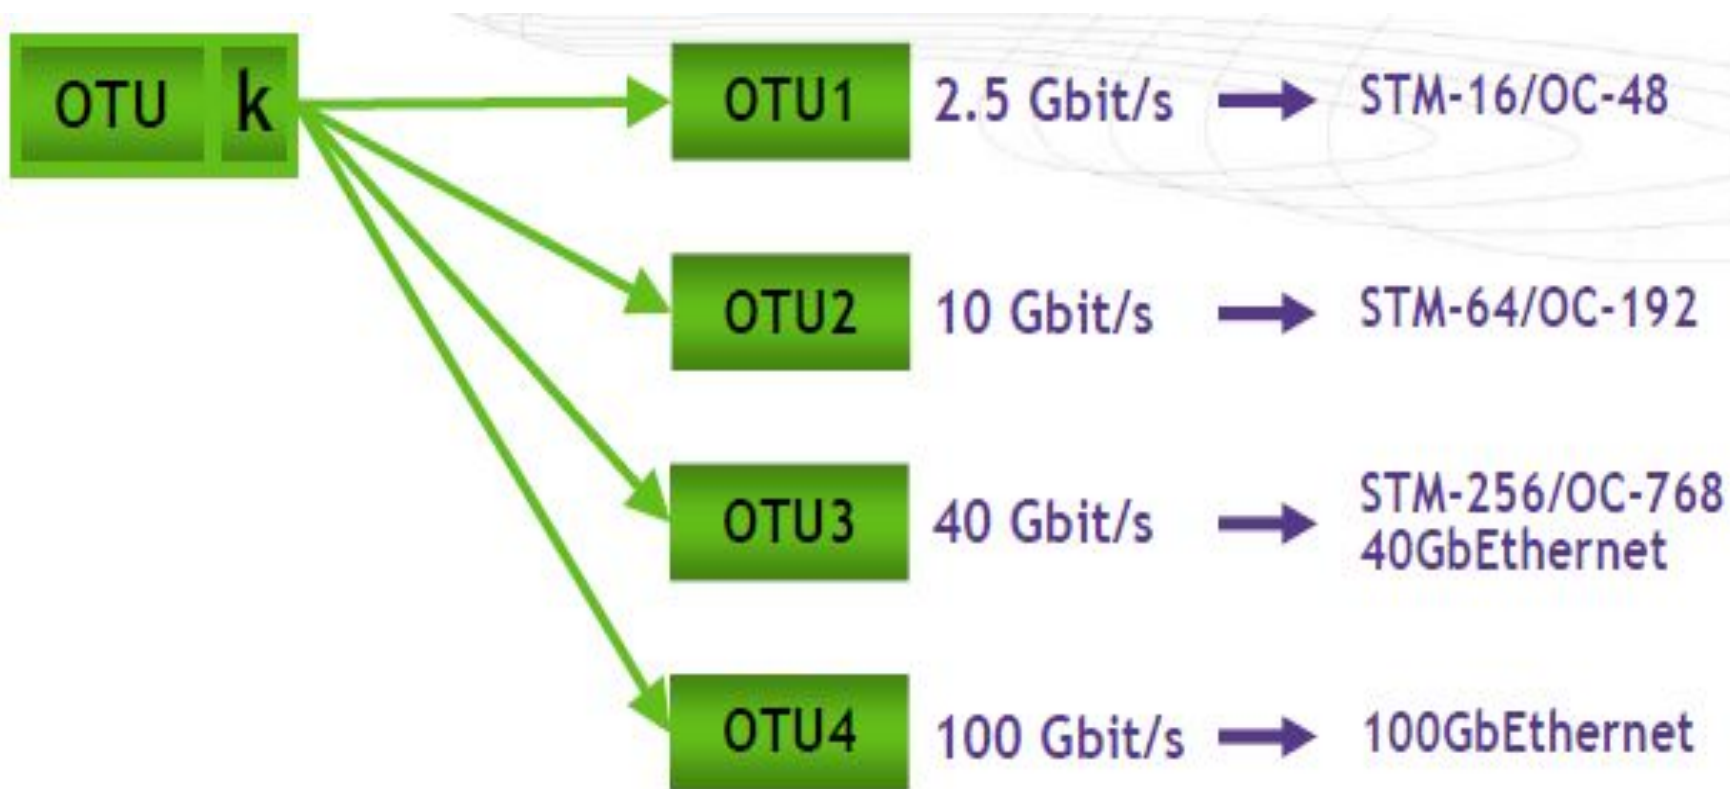 OTU k
OTU1 2.5 Gbit/s STM-16/OC-48
OTU2 10 Gbit/s STM-64/OC-192
OTU3 40 Gbit/s STM-256/OC-768
40GbEthernet
OTU4 100 Gbit/s 100GbEthernet